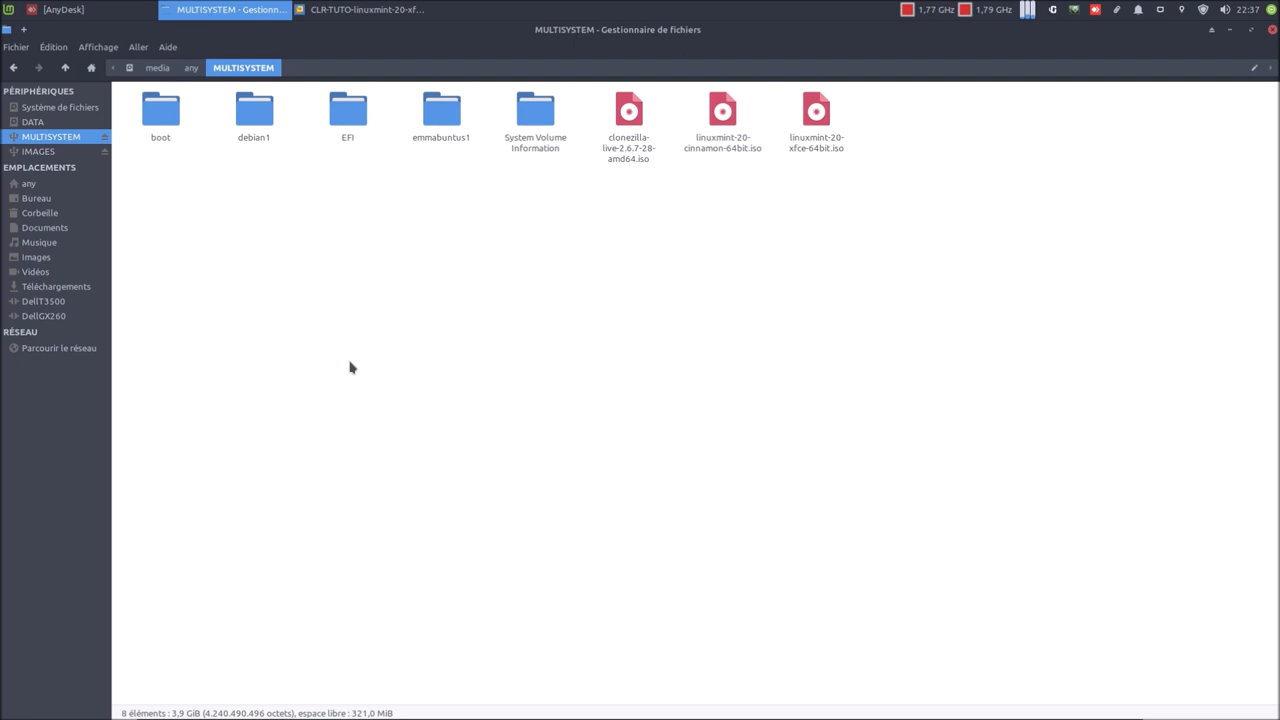 [AnyDesk]
MULTISYSTEM - Gestionn...
CLR-TUTO-linuxmint-20-xf...
1,77 GHz
1,79 GHz
22:37
MULTISYSTEM - Gestionnaire de fichiers
Fichier Édition Affichage Aller Aide
media any MULTISYSTEM
PÉRIPHÉRIQUES
Système de fichiers
DATA
MULTISYSTEM
IMAGES
EMPLACEMENTS
any
Bureau
Corbeille
Documents
Musique
Images
Vidéos
Téléchargements
DellT3500
DellGX260
RÉSEAU
Parcourir le réseau
boot
debian1
EFI
emmabuntus1
System Volume
Information
clonezilla-
live-2.6.7-28-
amd64.iso
linuxmint-20-
cinnamon-64bit.iso
linuxmint-20-
xfce-64bit.iso
8 éléments : 3,9 GiB (4.240.490.496 octets), espace libre : 321,0 MiB